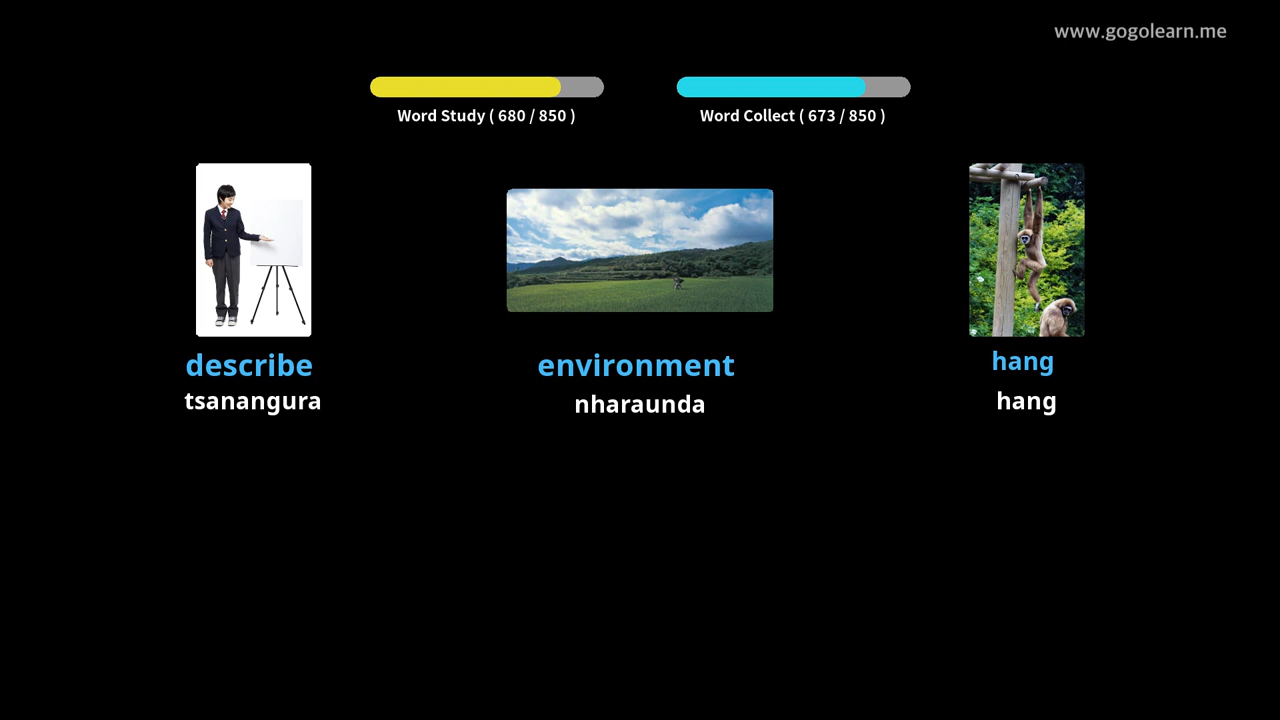 www.gogolearn.me
Word Study ( 680 / 850 )
Word Collect ( 673 / 850 )
describe
tsanangura
environment
nharaunda
hang
hang